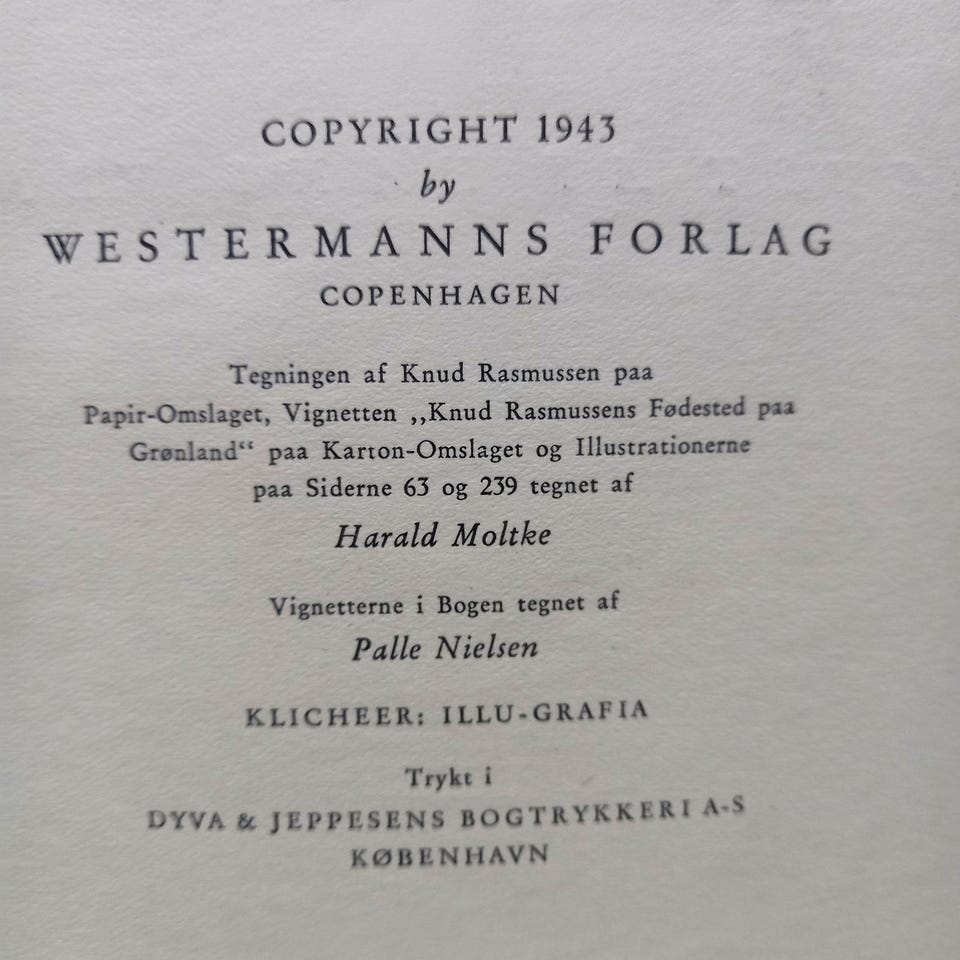 COPYRIGHT 1943
by
WESTERMANNS FORLAG
COPENHAGEN
Tegningen af Knud Rasmussen paa
Papir-Omslaget, Vignetten ,,Knud Rasmussens Fødested paa
Grønland“ paa Karton-Omslaget og Illustrationerne
paa Siderne 63 og 239 tegnet af
Harald Moltke
Vignetterne i Bogen tegnet af
Palle Nielsen
KLICHEER: ILLU-GRAFIA
Trykt i
DYVA & JEPPESENS BOGTRYKKERI A-S
KØBENHAVN